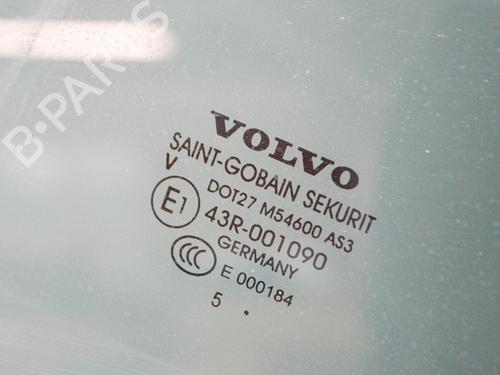 B-PARTS
VOLVO
SAINT-GOBAIN SEKURIT
V
DOT27 M54600 AS3
E1
43R-001090
GERMANY
CCC
E 000184
5 .